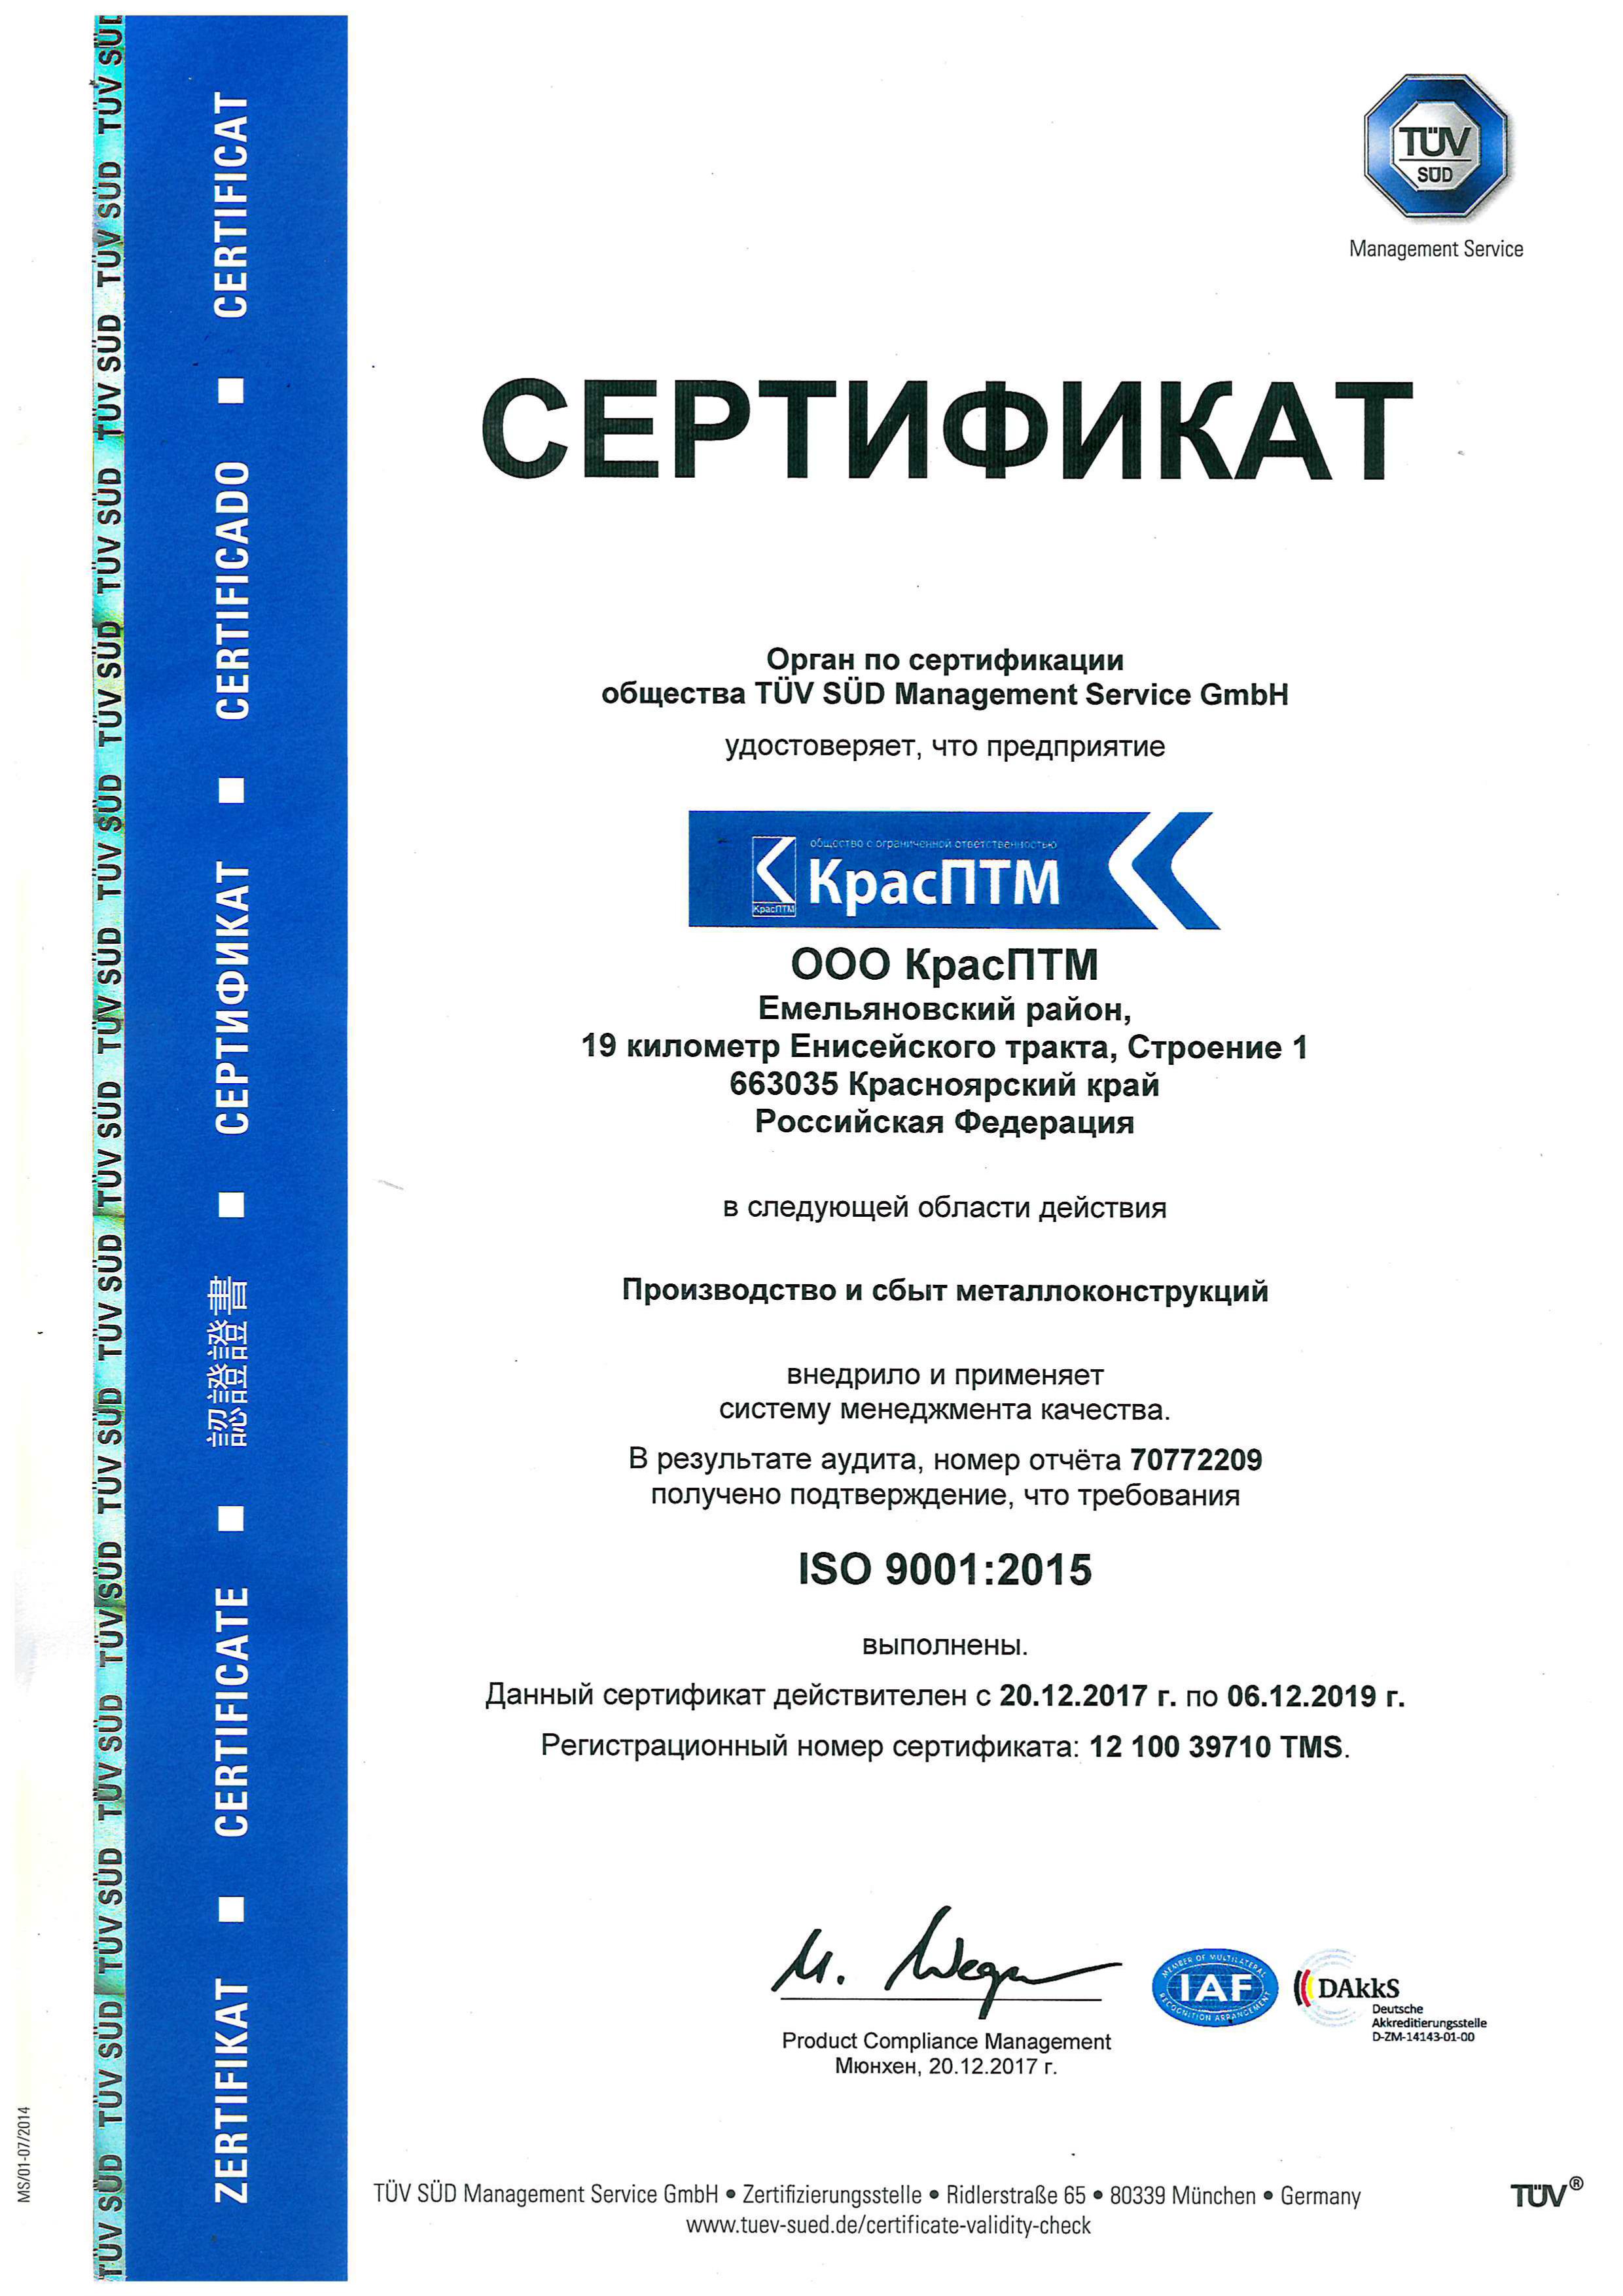 TÜV
SÜD
Management Service
СЕРТИФИКАТ
Орган по сертификации
общества TÜV SÜD Management Service GmbH
удостоверяет, что предприятие
общество с ограниченной ответственностью
КрасПТМ
КрасПТМ
ООО КрасПТМ
Емельяновский район,
19 километр Енисейского тракта, Строение 1
663035 Красноярский край
Российская Федерация
в следующей области действия
Производство и сбыт металлоконструкций
внедрило и применяет
систему менеджмента качества.
В результате аудита, номер отчёта 70772209
получено подтверждение, что требования
ISO 9001:2015
выполнены.
Данный сертификат действителен с 20.12.2017 г. по 06.12.2019 г.
Регистрационный номер сертификата: 12 100 39710 TMS.
Product Compliance Management
Мюнхен, 20.12.2017 г.
MEMBER OF MULTILATERAL
IAF
RECOGNITION ARRANGEMENT
DAkkS
Deutsche
Akkreditierungsstelle
D-ZM-14143-01-00
TÜV SÜD Management Service GmbH • Zertifizierungsstelle • Ridlerstraße 65 • 80339 München • Germany
www.tuev-sued.de/certificate-validity-check
TÜV®
ZERTIFIKAT ■ CERTIFICATE ■ 認證證書 ■ СЕРТИФИКАТ ■ CERTIFICADO ■ CERTIFICAT
TÜV SÜD TÜV SÜD TÜV SÜD TÜV SÜD TÜV SÜD TÜV SÜD TÜV SÜD TÜV SÜD TÜV SÜD TÜV SÜD TÜV SÜD TÜV SÜD TÜV SÜD TÜV SÜD TÜV SÜD
MS/01-07/2014